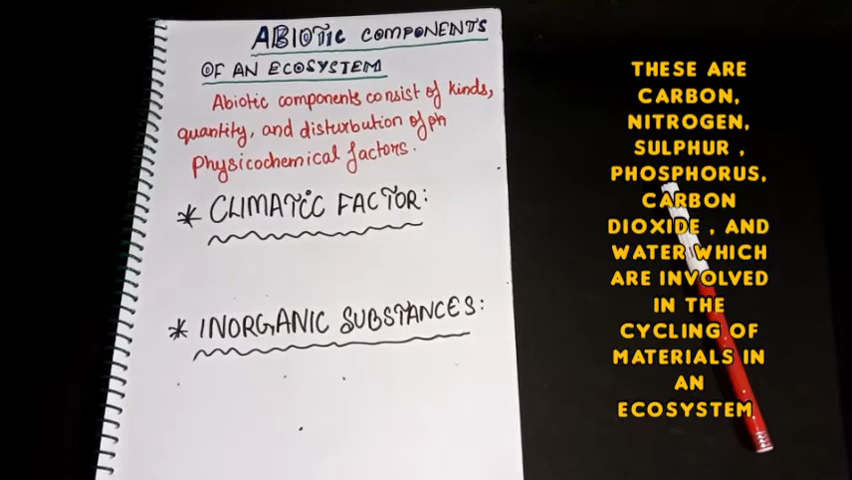 ABIOTIC COMPONENTS
OF AN ECOSYSTEM
Abiotic components consist of kinds,
quantity, and disturbution of ph
Physicochemical factors.
* CLIMATIC FACTOR:
* INORGANIC SUBSTANCES:
THESE ARE
CARBON,
NITROGEN,
SULPHUR ,
PHOSPHORUS,
CARBON
DIOXIDE , AND
WATER WHICH
ARE INVOLVED
IN THE
CYCLING OF
MATERIALS IN
AN
ECOSYSTEM